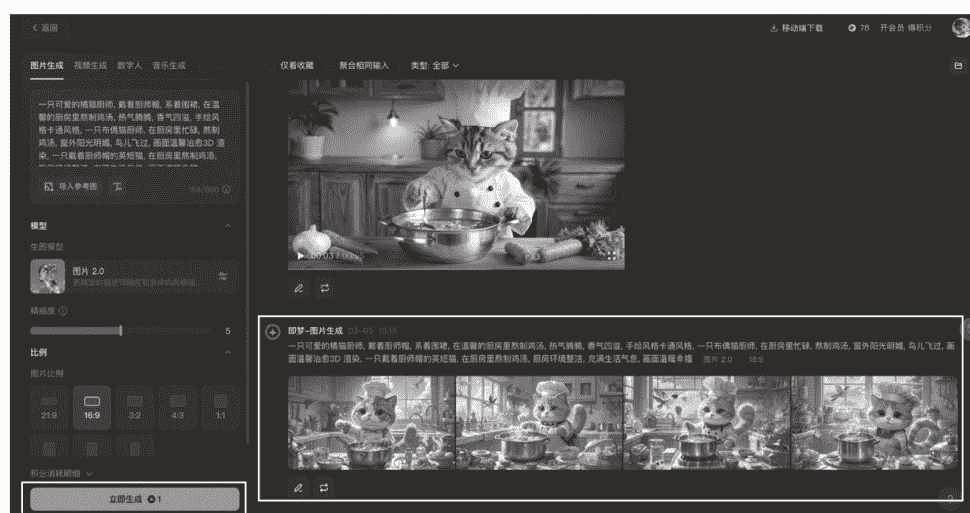 返回
移动端下载
78
开会员 得积分
图片生成 视频生成 数字人 音乐生成
一只可爱的橘猫厨师, 戴着厨师帽, 系着围裙, 在温
馨的厨房里熬制鸡汤, 热气腾腾, 香气四溢, 手绘风
格卡通风格, 一只布偶猫厨师, 在厨房里忙碌, 熬制
鸡汤, 窗外阳光明媚, 鸟儿飞过, 画面温馨治愈3D 渲
染, 一只戴着厨师帽的英短猫, 在厨房里熬制鸡汤,
导入参考图
模型
生图模型
图片 2.0
精细度
5
比例
图片比例
21:9 16:9 3:2 4:3 1:1
积分消耗明细
立即生成 1
仅看收藏 聚合相同输入 类型: 全部
即梦-图片生成 03-05 10:15
一只可爱的橘猫厨师, 戴着厨师帽, 系着围裙, 在温馨的厨房里熬制鸡汤, 热气腾腾, 香气四溢, 手绘风格卡通风格, 一只布偶猫厨师, 在厨房里忙碌, 熬制鸡汤, 窗外阳光明媚, 鸟儿飞过, 画
面温馨治愈3D 渲染, 一只戴着厨师帽的英短猫, 在厨房里熬制鸡汤, 厨房环境整洁, 充满生活气息, 画面温暖幸福 图片 2.0 16:9